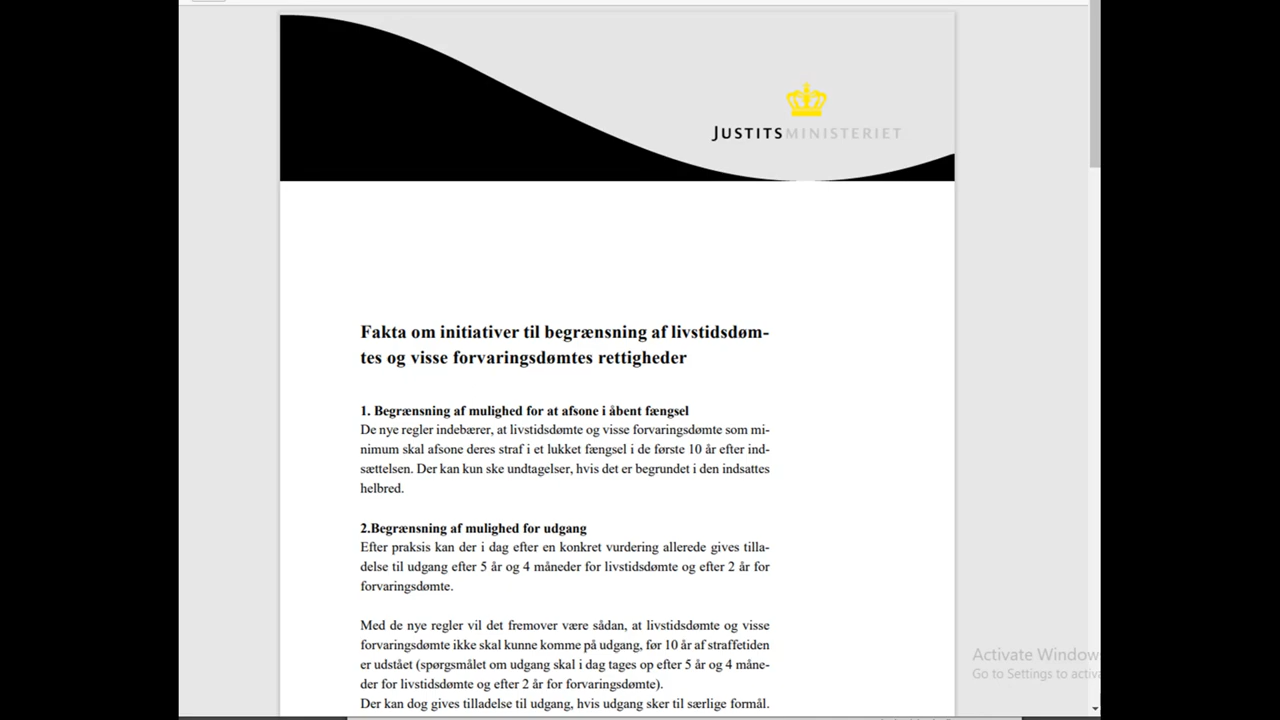 JUSTITSMINISTERIET
Fakta om initiativer til begrænsning af livstidsdøm-
tes og visse forvaringsdømtes rettigheder
1. Begrænsning af mulighed for at afsone i åbent fængsel
De nye regler indebærer, at livstidsdømte og visse forvaringsdømte som mi-
nimum skal afsone deres straf i et lukket fængsel i de første 10 år efter ind-
sættelsen. Der kan kun ske undtagelser, hvis det er begrundet i den indsattes
helbred.
2.Begrænsning af mulighed for udgang
Efter praksis kan der i dag efter en konkret vurdering allerede gives tilla-
delse til udgang efter 5 år og 4 måneder for livstidsdømte og efter 2 år for
forvaringsdømte.
Med de nye regler vil det fremover være sådan, at livstidsdømte og visse
forvaringsdømte ikke skal kunne komme på udgang, før 10 år af straffetiden
er udstået (spørgsmålet om udgang skal i dag tages op efter 5 år og 4 måne-
der for livstidsdømte og efter 2 år for forvaringsdømte).
Der kan dog gives tilladelse til udgang, hvis udgang sker til særlige formål.
Activate Window
Go to Settings to activa